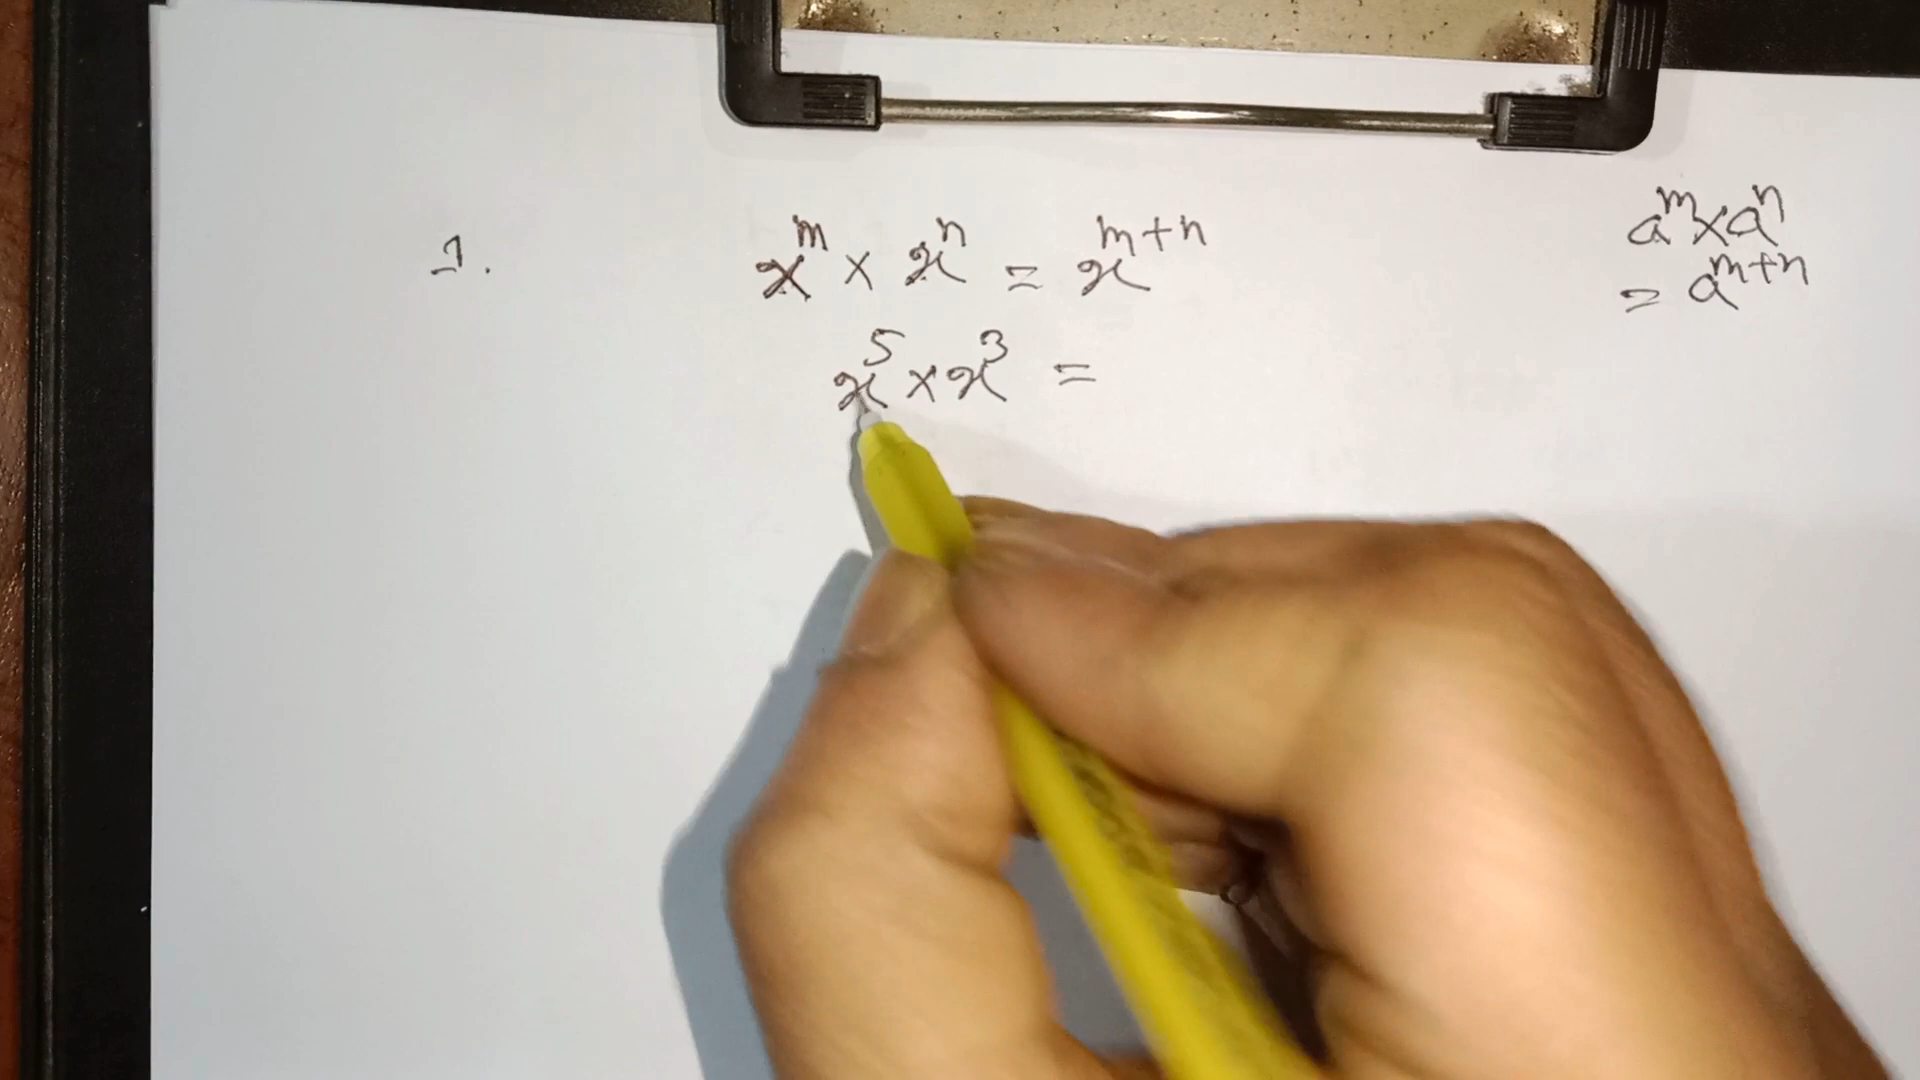 1. x^m × x^n = x^{m+n}
x^5 × x^3 =
a^m × a^n
= a^{m+n}